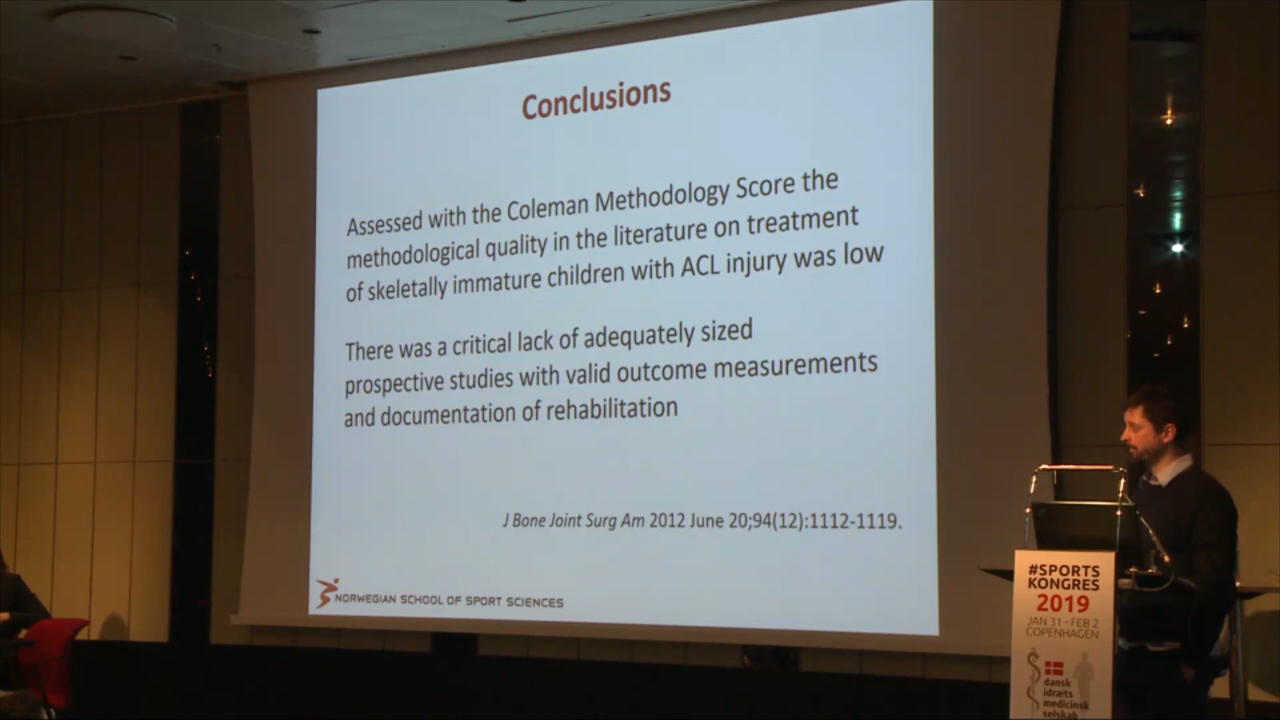 Conclusions
Assessed with the Coleman Methodology Score the
methodological quality in the literature on treatment
of skeletally immature children with ACL injury was low
There was a critical lack of adequately sized
prospective studies with valid outcome measurements
and documentation of rehabilitation
J Bone Joint Surg Am 2012 June 20;94(12):1112-1119.
NORWEGIAN SCHOOL OF SPORT SCIENCES
#SPORTS
KONGRES
2019
JAN 31 - FEB 2
COPENHAGEN
dansk
idræts
medicinsk
selskab